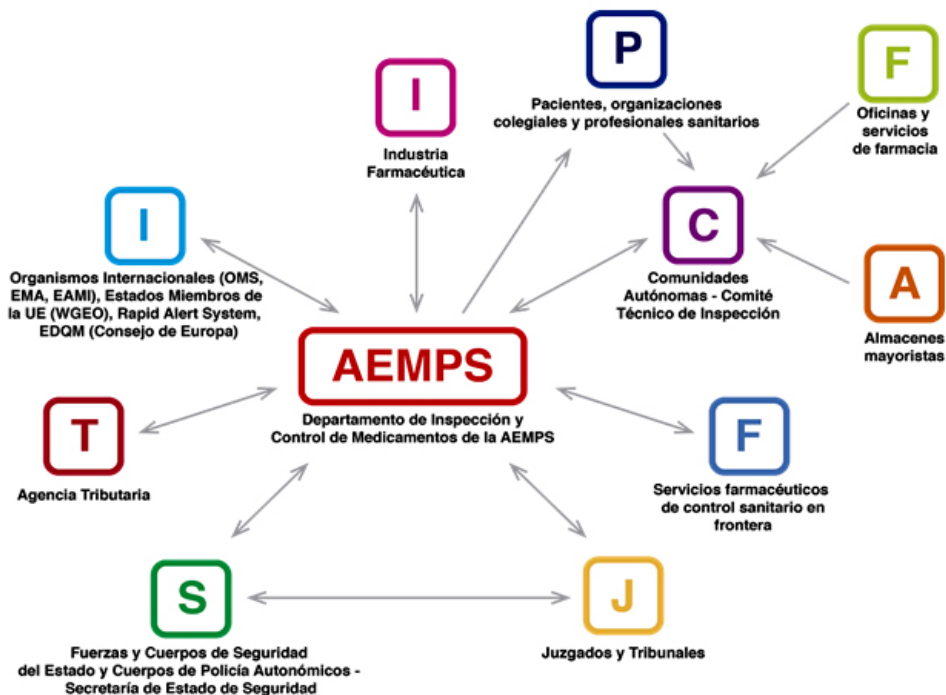 P
Pacientes, organizaciones
colegiales y profesionales sanitarios
F
Oficinas y
servicios
de farmacia
I
Industria
Farmacéutica
I
Organismos Internacionales (OMS,
EMA, EAMI), Estados Miembros de
la UE (WGEO), Rapid Alert System,
EDQM (Consejo de Europa)
C
Comunidades
Autónomas - Comité
Técnico de Inspección
A
Almacenes
mayoristas
AEMPS
Departamento de Inspección y
Control de Medicamentos de la AEMPS
T
Agencia Tributaria
F
Servicios farmacéuticos
de control sanitario en
frontera
S
Fuerzas y Cuerpos de Seguridad
del Estado y Cuerpos de Policía Autonómicos -
Secretaría de Estado de Seguridad
J
Juzgados y Tribunales